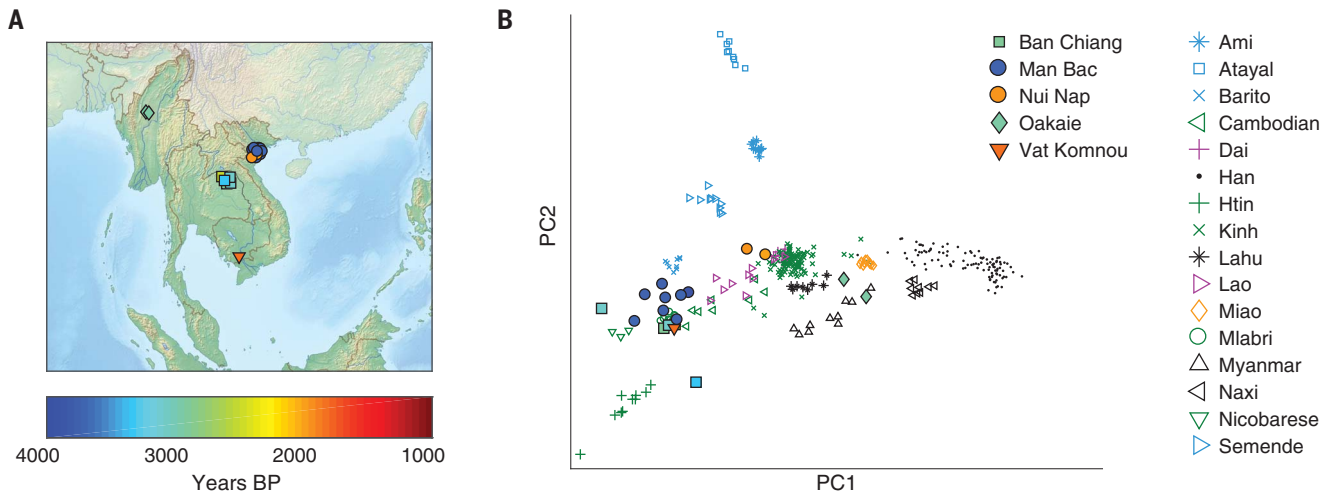 A
4000 3000 2000 1000
Years BP
B
PC2
PC1
Ban Chiang
Man Bac
Nui Nap
Oakaie
Vat Komnou
Ami
Atayal
Barito
Cambodian
Dai
Han
Htin
Kinh
Lahu
Lao
Miao
Mlabri
Myanmar
Naxi
Nicobarese
Semende